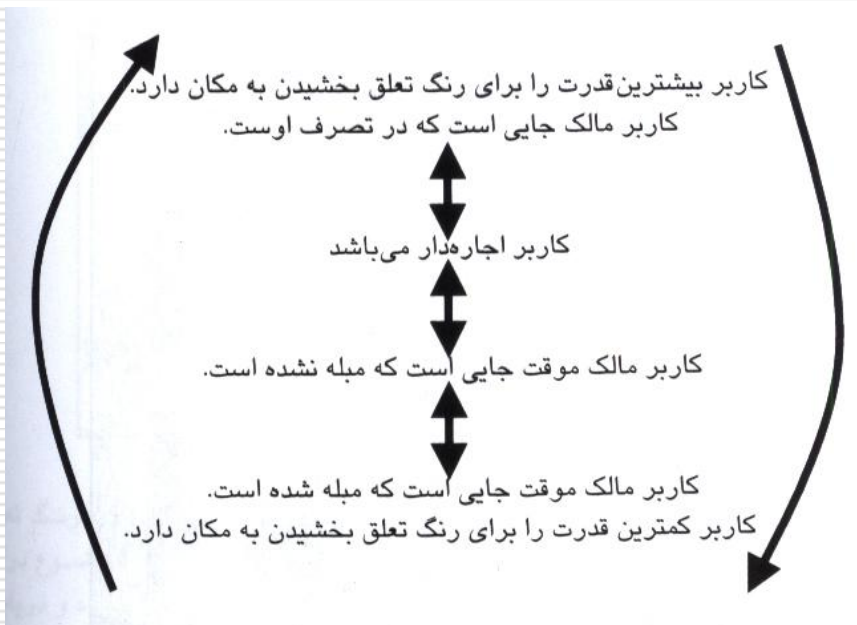 کاربر بیشترین قدرت را برای رنگ تعلق بخشیدن به مکان دارد.
کاربر مالک جایی است که در تصرف اوست.
کاربر اجاره‌دار می‌باشد
کاربر مالک موقت جایی است که مبله نشده است.
کاربر مالک موقت جایی است که مبله شده است.
کاربر کمترین قدرت را برای رنگ تعلق بخشیدن به مکان دارد.